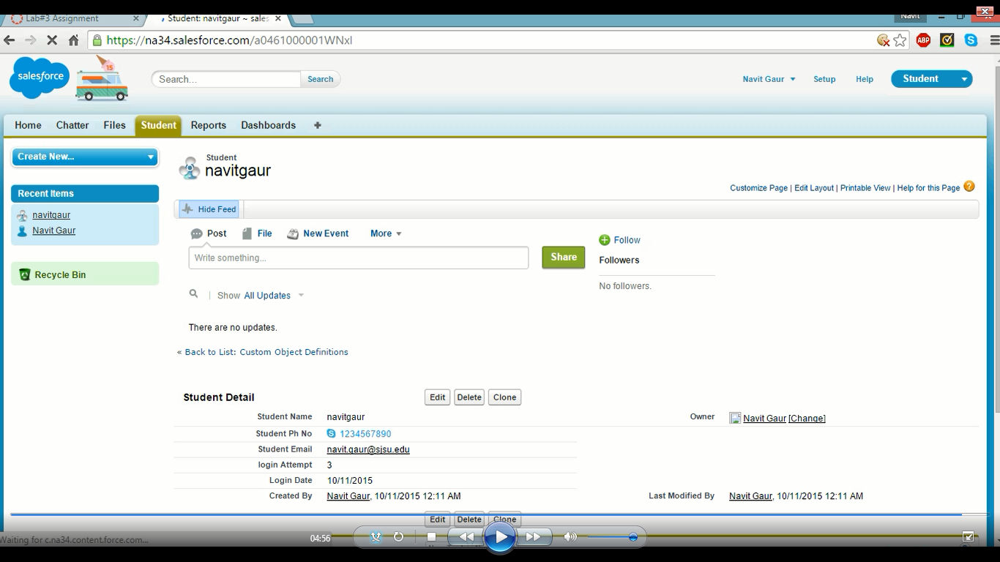 Lab#3 Assignment
Student: navitgaur ~ sales
Navit
https://na34.salesforce.com/a0461000001WNxI
ABP
salesforce
15
Search...
Search
Navit Gaur
Setup
Help
Student
Home
Chatter
Files
Student
Reports
Dashboards
Create New...
Recent Items
navitgaur
Navit Gaur
Recycle Bin
Student
navitgaur
Customize Page | Edit Layout | Printable View | Help for this Page
Hide Feed
Post
File
New Event
More
Write something...
Share
Follow
Followers
No followers.
Show All Updates
There are no updates.
« Back to List: Custom Object Definitions
Student Detail
Edit
Delete
Clone
Student Name navitgaur
Owner Navit Gaur [Change]
Student Ph No 1234567890
Student Email navit.gaur@sjsu.edu
login Attempt 3
Login Date 10/11/2015
Created By Navit Gaur, 10/11/2015 12:11 AM
Last Modified By Navit Gaur, 10/11/2015 12:11 AM
Edit
Delete
Clone
Waiting for c.na34.content.force.com...
04:56